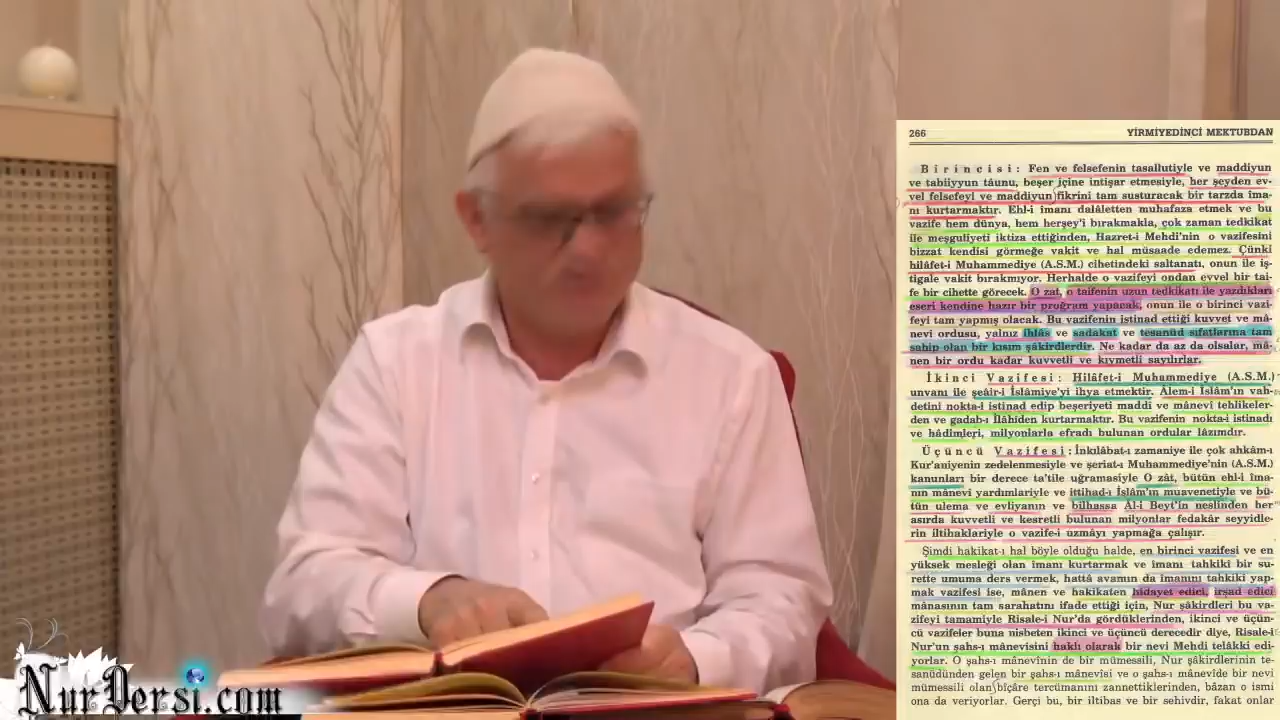 266 YİRMİYEDİNCİ MEKTUBDAN
Birincisi: Fen ve felsefenin tasallutiyle ve maddiyun
ve tabiiyyun tâunu, beşer içine intişar etmesiyle, her şeyden ev-
vel felsefeyi ve maddiyun fikrini tam susturacak bir tarzda îma-
nı kurtarmaktır. Ehl-i îmanı dalâletten muhafaza etmek ve bu
vazife hem dünya, hem herşey'i bırakmakla, çok zaman tedkikat
ile meşguliyeti iktiza ettiğinden, Hazret-i Mehdi'nin o vazifesini
bizzat kendisi görmeğe vakit ve hal müsaade edemez. Çünki
hilâfet-i Muhammediye (A.S.M.) cihetindeki saltanatı, onun ile iş-
tigale vakit bırakmıyor. Herhalde o vazifeyi ondan evvel bir tai-
fe bir cihette görecek. O zat, o taifenin uzun tedkikatı ile yazdıkları
eseri kendine hazır bir program yapacak, onun ile o birinci vazi-
feyi tam yapmış olacak. Bu vazifenin istinad ettiği kuvvet ve mâ-
nevi ordusu, yalnız ihlâs ve sadakat ve tesanüd sıfatlarına tam
sahip olan bir kısım şâkirdlerdir. Ne kadar da az da olsalar, mâ-
nen bir ordu kadar kuvvetli ve kıymetli sayılırlar.
İkinci Vazifesi: Hilâfet-i Muhammediye (A.S.M.)
unvanı ile şeâir-i İslâmiye'yi ihya etmektir. Âlem-i İslâm'ın vah-
detini nokta-i istinad edip beşeriyeti maddi ve mânevi tehlikeler-
den ve gadab-ı İlâhiden kurtarmaktır. Bu vazifenin nokta-i istinadı
ve hâdimleri, milyonlarla efradı bulunan ordular lâzımdır.
Üçüncü Vazifesi: İnkılâbat-ı zamaniye ile çok ahkâm-ı
Kur'aniyenin zedelenmesiyle ve şeriat-ı Muhammediye'nin (A.S.M.)
kanunları bir derece ta'tile uğramasiyle O zât, bütün ehl-i îma-
nın mânevi yardımlariyle ve ittihad-ı İslâm'ın muavenetiyle ve bü-
tün ulema ve evliyanın ve bilhassa Âl-i Beyt'in neslinden her
asırda kuvvetli ve kesretli bulunan milyonlar fedakâr seyyidle-
rin iltihaklariyle o vazife-i uzmâyı yapmağa çalışır.
Şimdi hakikat-ı hal böyle olduğu halde, en birinci vazifesi ve en
yüksek mesleği olan îmanı kurtarmak ve îmanı tahkiki bir su-
rette umuma ders vermek, hattâ avamın da îmanını tahkiki yap-
mak vazifesi ise, mânen ve hakikaten hidayet edici, irşad edici
mânasının tam sarahatını ifade ettiği için, Nur şâkirdleri bu va-
zifeyi tamamiyle Risale-i Nur'da gördüklerinden, ikinci ve üçün-
cü vazifeler buna nisbeten ikinci ve üçüncü derecedir diye, Risale-i
Nur'un şahs-ı mânevisini haklı olarak bir nevi Mehdi telâkki edi-
yorlar. O şahs-ı mânevînin de bir mümessili, Nur şâkirdlerinin te-
sanüdünden gelen bir şahs-ı mânevîsi ve o şahs-ı mânevide bir nevi
mümessili olan bîçâre tercümanını zannettiklerinden, bâzan o ismi
ona da veriyorlar. Gerçi bu, bir iltibas ve bir sehivdir, fakat onlar
NurDersi.com